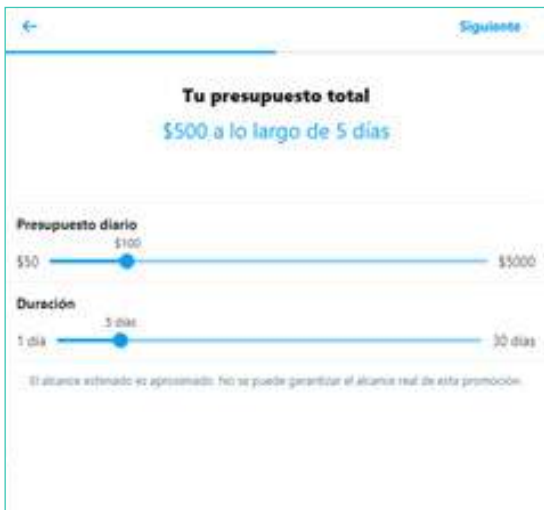 ←
Siguiente
Tu presupuesto total
$500 a lo largo de 5 días
Presupuesto diario
$100
$50
$5000
Duración
5 días
1 día
30 días
El alcance estimado es aproximado. No se puede garantizar el alcance real de esta promoción.